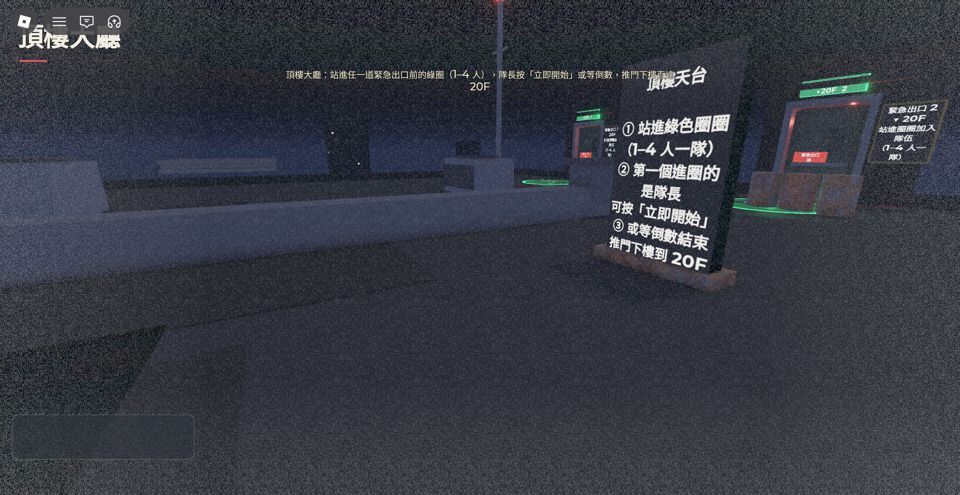 頂樓大廳
頂樓大廳：站進任一道緊急出口前的綠圈（1–4 人），隊長按「立即開始」或等倒數，推門下樓
20F
頂樓天台
① 站進綠色圈圈
（1–4 人一隊）
② 第一個進圈的
是隊長
可按「立即開始」
③ 或等倒數結束
推門下樓到 20F
20F 2
緊急出口
緊急出口 2
▼ 20F
站進圈圈加入
隊伍
（1–4 人一
隊）